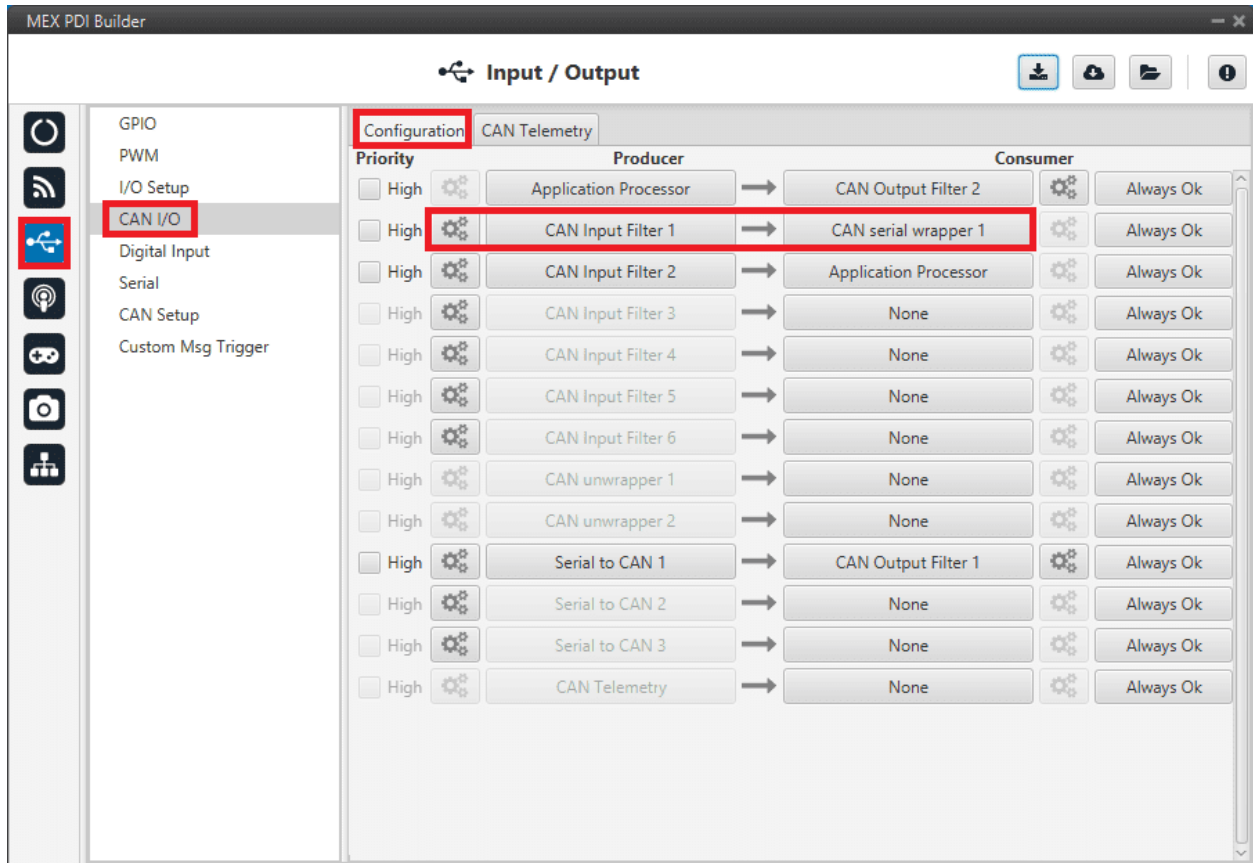 MEX PDI Builder
Input / Output
GPIO
PWM
I/O Setup
CAN I/O
Digital Input
Serial
CAN Setup
Custom Msg Trigger
Configuration CAN Telemetry
Priority Producer Consumer
High Application Processor CAN Output Filter 2 Always Ok
High CAN Input Filter 1 CAN serial wrapper 1 Always Ok
High CAN Input Filter 2 Application Processor Always Ok
High CAN Input Filter 3 None Always Ok
High CAN Input Filter 4 None Always Ok
High CAN Input Filter 5 None Always Ok
High CAN Input Filter 6 None Always Ok
High CAN unwrapper 1 None Always Ok
High CAN unwrapper 2 None Always Ok
High Serial to CAN 1 CAN Output Filter 1 Always Ok
High Serial to CAN 2 None Always Ok
High Serial to CAN 3 None Always Ok
High CAN Telemetry None Always Ok